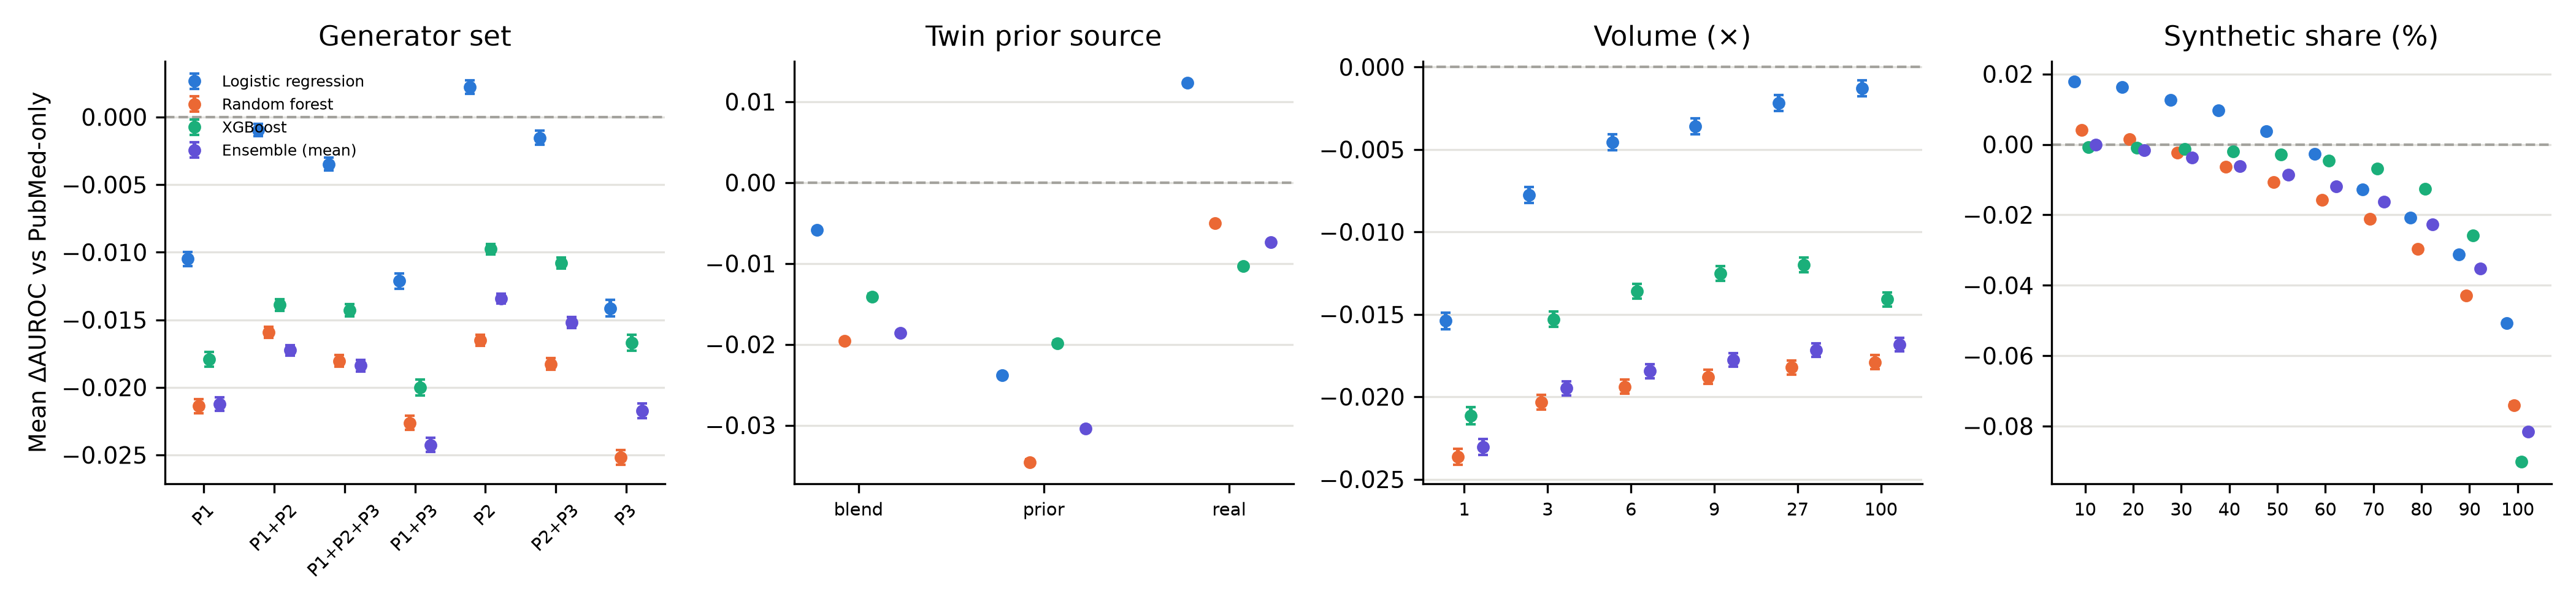 Generator set
Twin prior source
Volume (×)
Synthetic share (%)
Mean ΔAUROC vs PubMed-only
Logistic regression
Random forest
XGBoost
Ensemble (mean)
0.000
−0.005
−0.010
−0.015
−0.020
−0.025
P1
P1+P2
P1+P2+P3
P1+P3
P2
P2+P3
P3
0.01
0.00
−0.01
−0.02
−0.03
blend
prior
real
0.000
−0.005
−0.010
−0.015
−0.020
−0.025
1
3
6
9
27
100
0.02
0.00
−0.02
−0.04
−0.06
−0.08
10
20
30
40
50
60
70
80
90
100